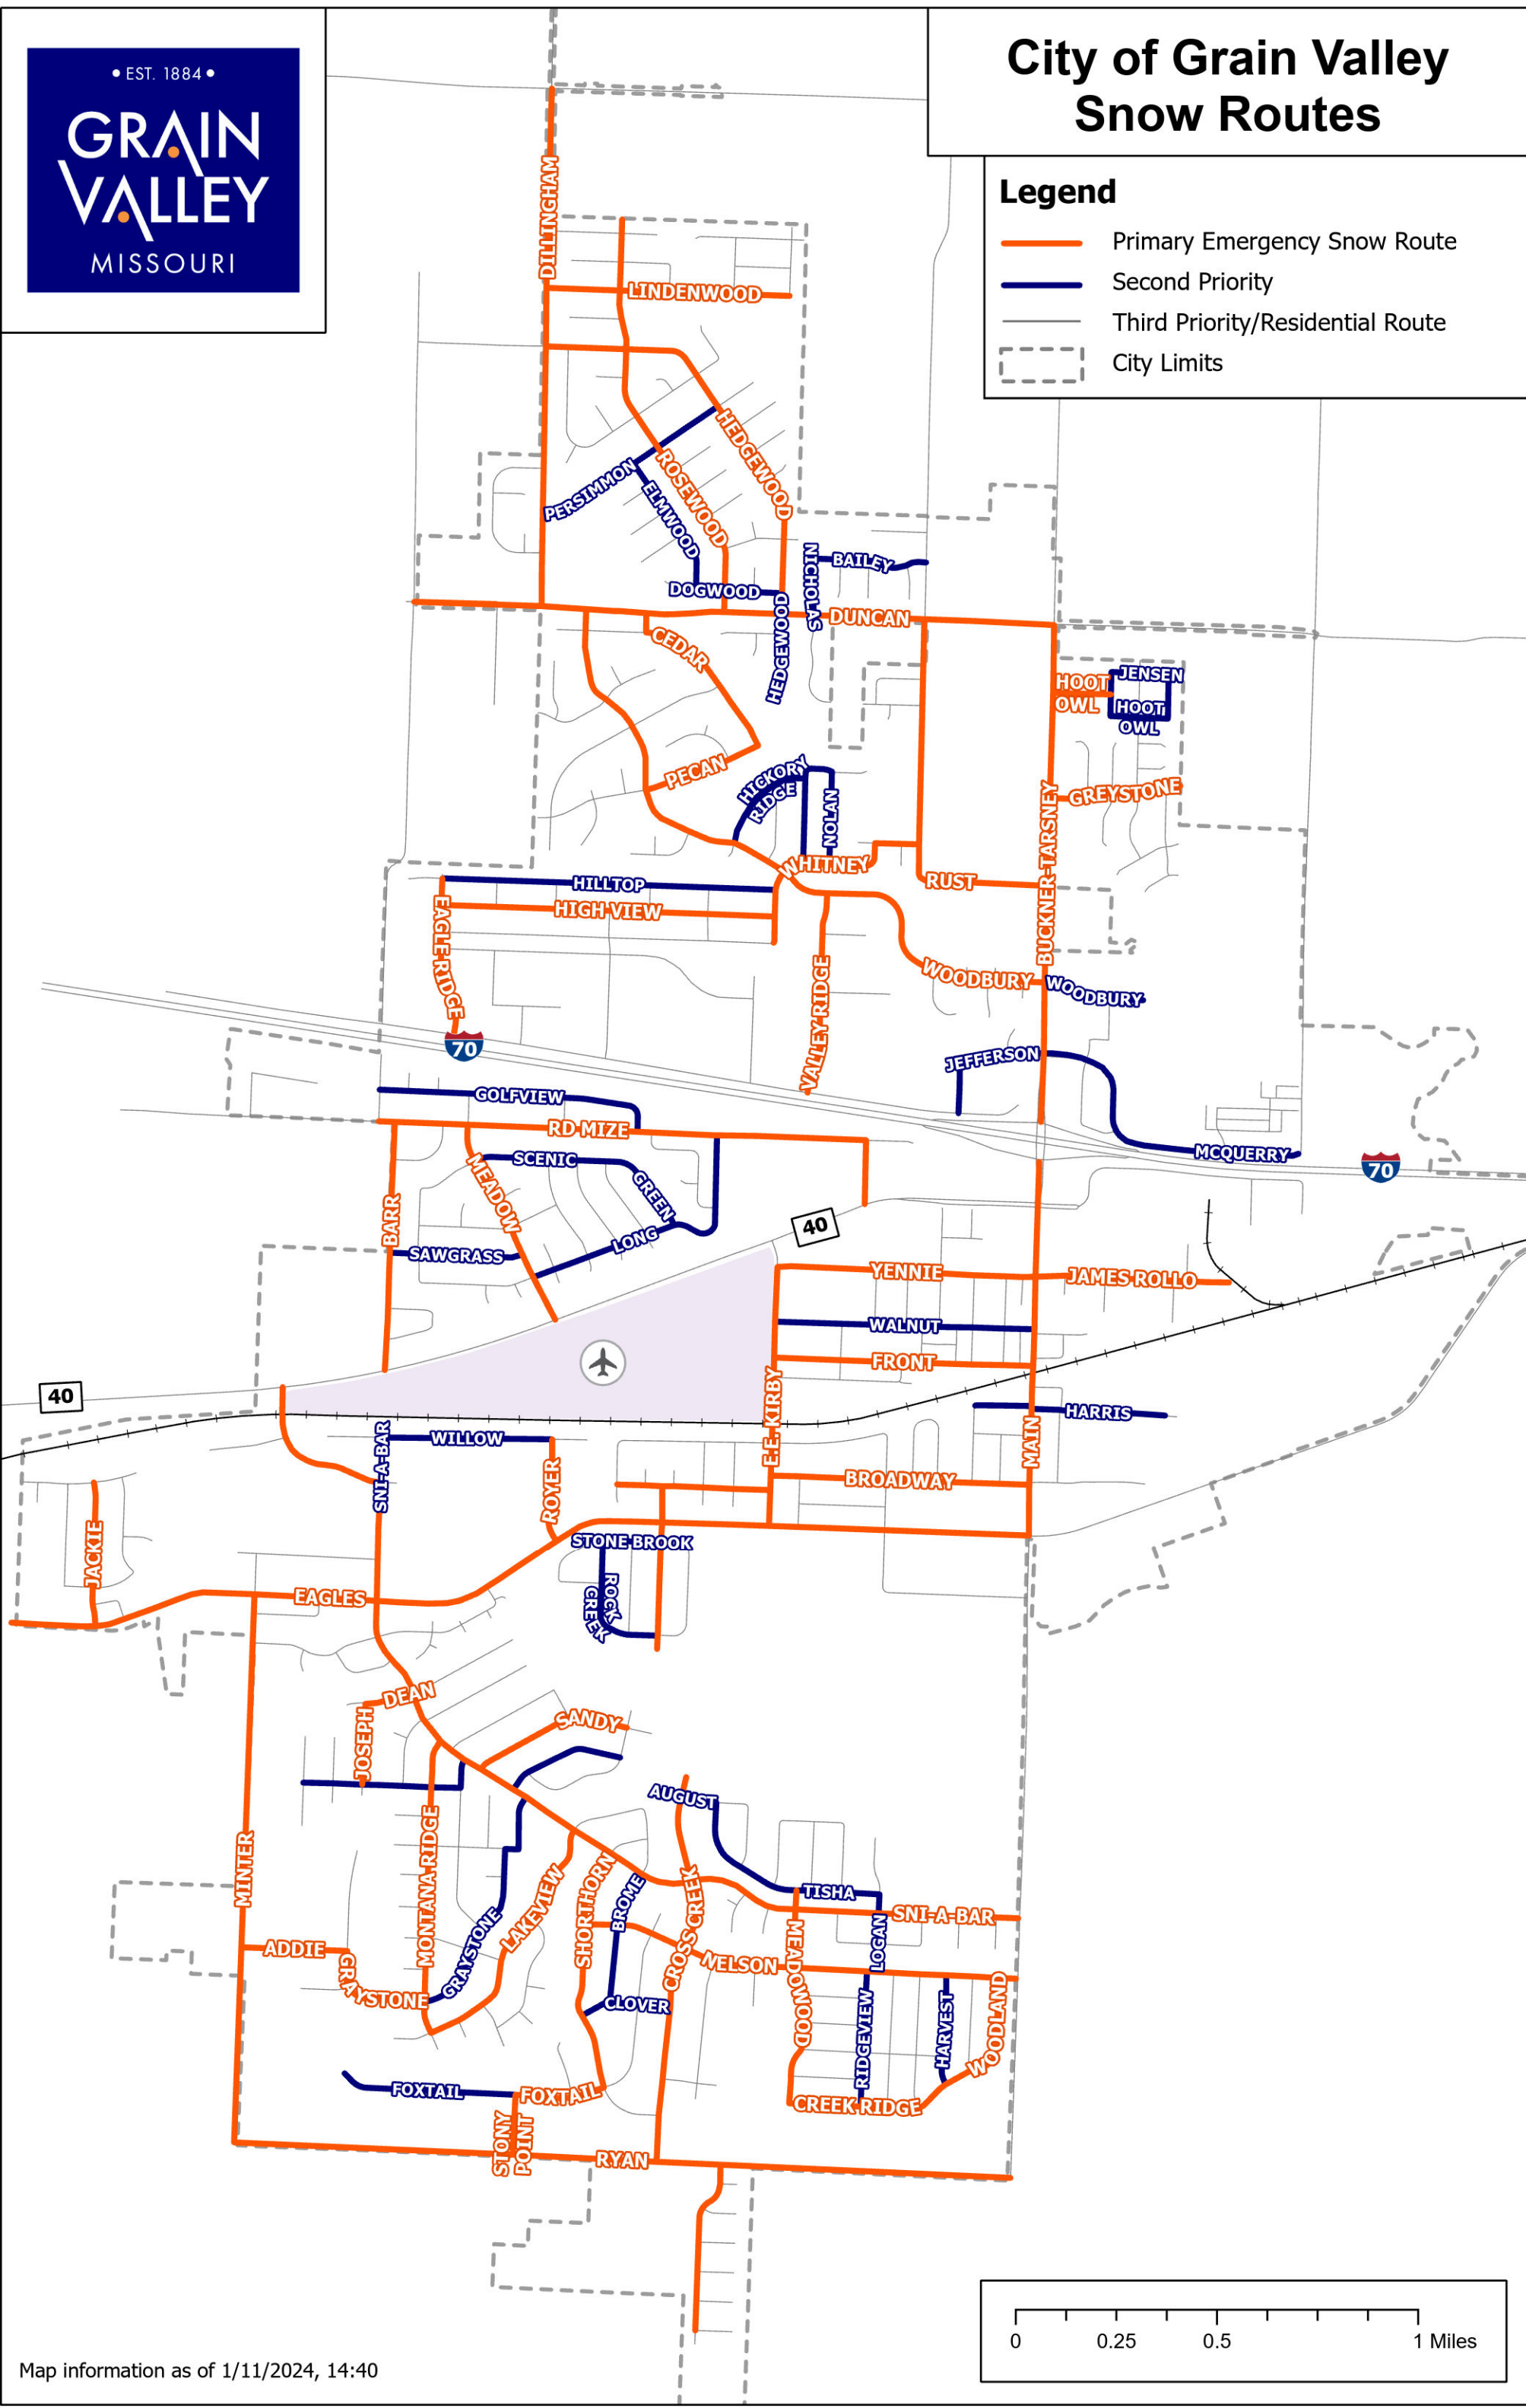 • EST. 1884 •
GRAIN
VALLEY
MISSOURI
City of Grain Valley
Snow Routes
Legend
Primary Emergency Snow Route
Second Priority
Third Priority/Residential Route
City Limits
DILLINGHAM
LINDENWOOD
HEDGEWOOD
PERSIMMON
ROSEWOOD
ELMWOOD
NICHOLAS
BAILEY
DOGWOOD
DUNCAN
HEDGEWOOD
CEDAR
JENSEN
HOOT
OWL
HOOT
OWL
PECAN
HICKORY
RIDGE
NOLAN
GREYSTONE
BUCKNER-TARSNEY
WHITNEY
RUST
HILLTOP
HIGH VIEW
EAGLE RIDGE
WOODBURY
WOODBURY
VALLEY RIDGE
70
JEFFERSON
GOLFVIEW
RD MIZE
MCQUERRY
70
SCENIC
MEADOW
GREEN
BARR
LONG
SAWGRASS
40
YENNIE
JAMES ROLLO
WALNUT
FRONT
40
E.E. KIRBY
HARRIS
MAIN
SNI-A-BAR
WILLOW
ROYER
BROADWAY
JACKIE
STONE BROOK
ROCK
CREEK
EAGLES
DEAN
JOSEPH
SANDY
AUGUST
MINTER
MONTANA RIDGE
LAKEVIEW
SHORTHORN
BROME
CROSS CREEK
TISHA
SNI-A-BAR
LOGAN
GRAYSTONE
ADDIE
GRAYSTONE
NELSON
MEADOWOOD
CLOVER
RIDGEVIEW
HARVEST
WOODLAND
FOXTAIL
FOXTAIL
CREEK RIDGE
STONY
POINT
RYAN
0
0.25
0.5
1 Miles
Map information as of 1/11/2024, 14:40